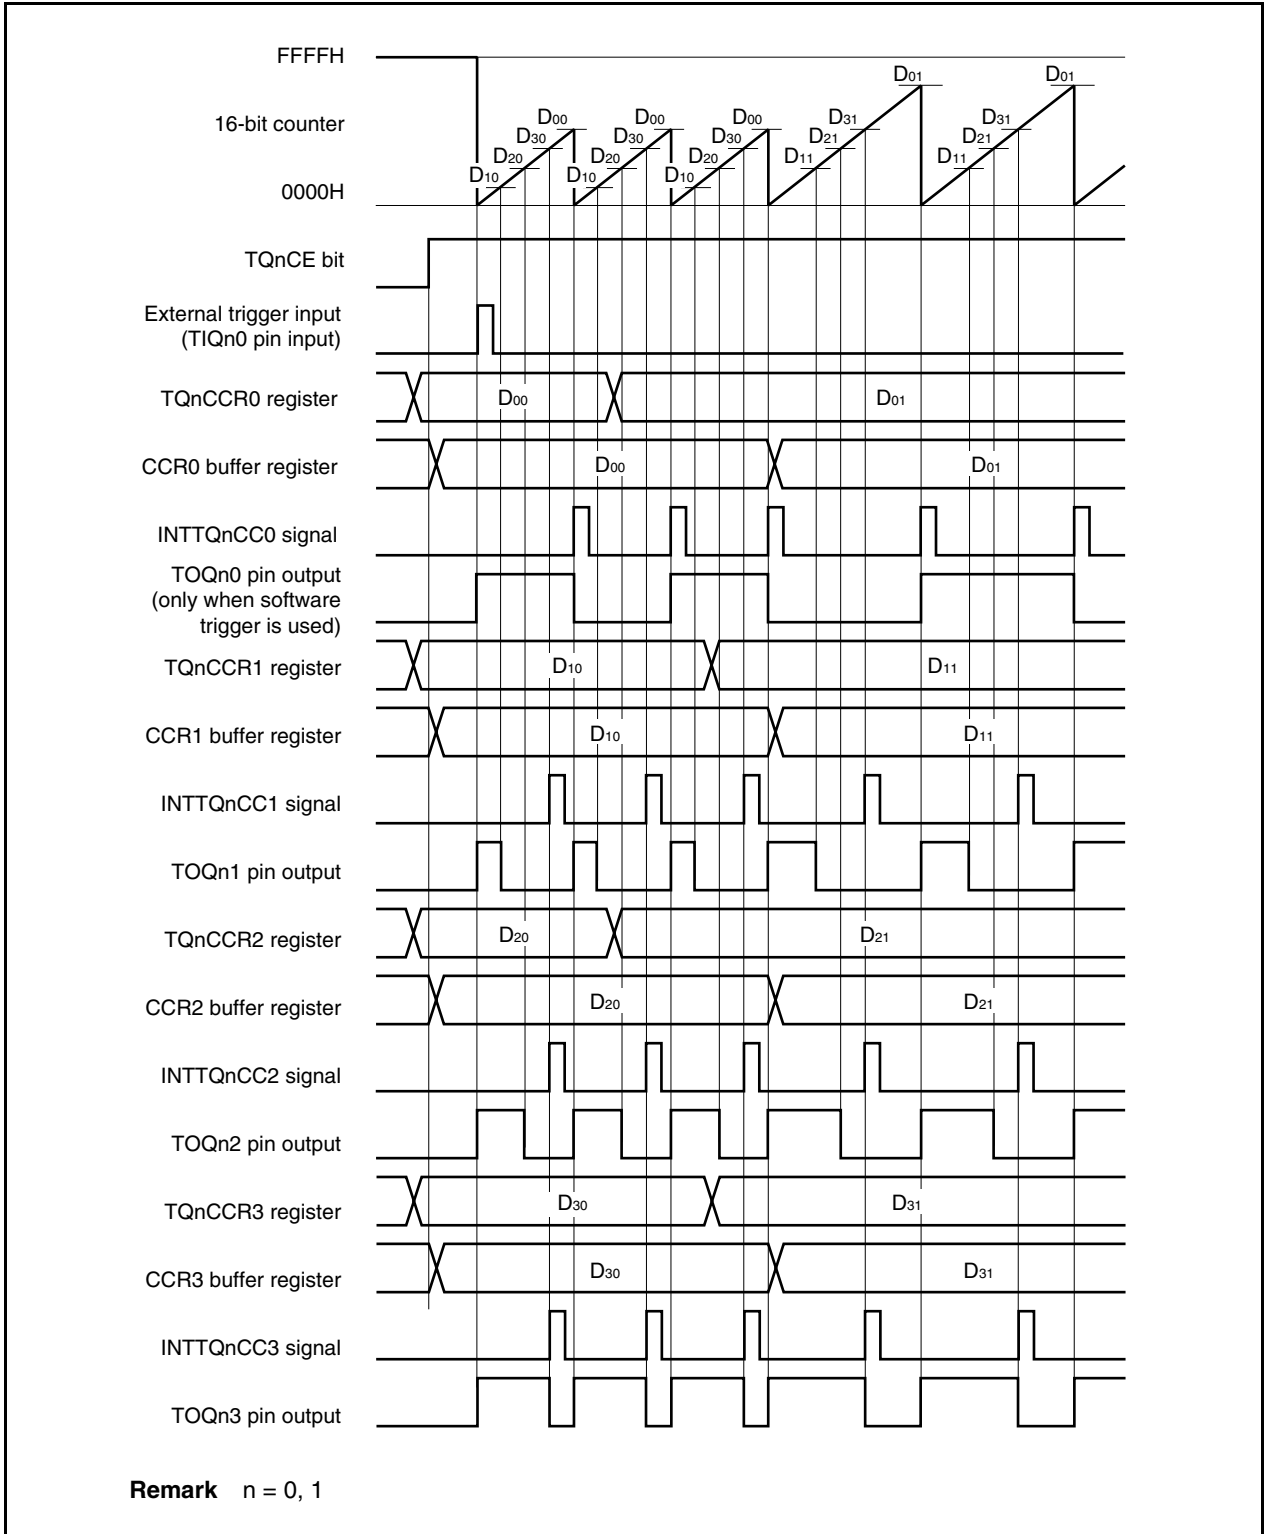 FFFFH
16-bit counter
0000H
D00 D00 D00 D01 D01
D30 D30 D30 D31 D31
D20 D20 D20 D21 D21
D10 D10 D10 D11 D11
TQnCE bit
External trigger input
(TIQn0 pin input)
TQnCCR0 register D00 D01
CCR0 buffer register D00 D01
INTTQnCC0 signal
TOQn0 pin output
(only when software
trigger is used)
TQnCCR1 register D10 D11
CCR1 buffer register D10 D11
INTTQnCC1 signal
TOQn1 pin output
TQnCCR2 register D20 D21
CCR2 buffer register D20 D21
INTTQnCC2 signal
TOQn2 pin output
TQnCCR3 register D30 D31
CCR3 buffer register D30 D31
INTTQnCC3 signal
TOQn3 pin output
Remark n = 0, 1